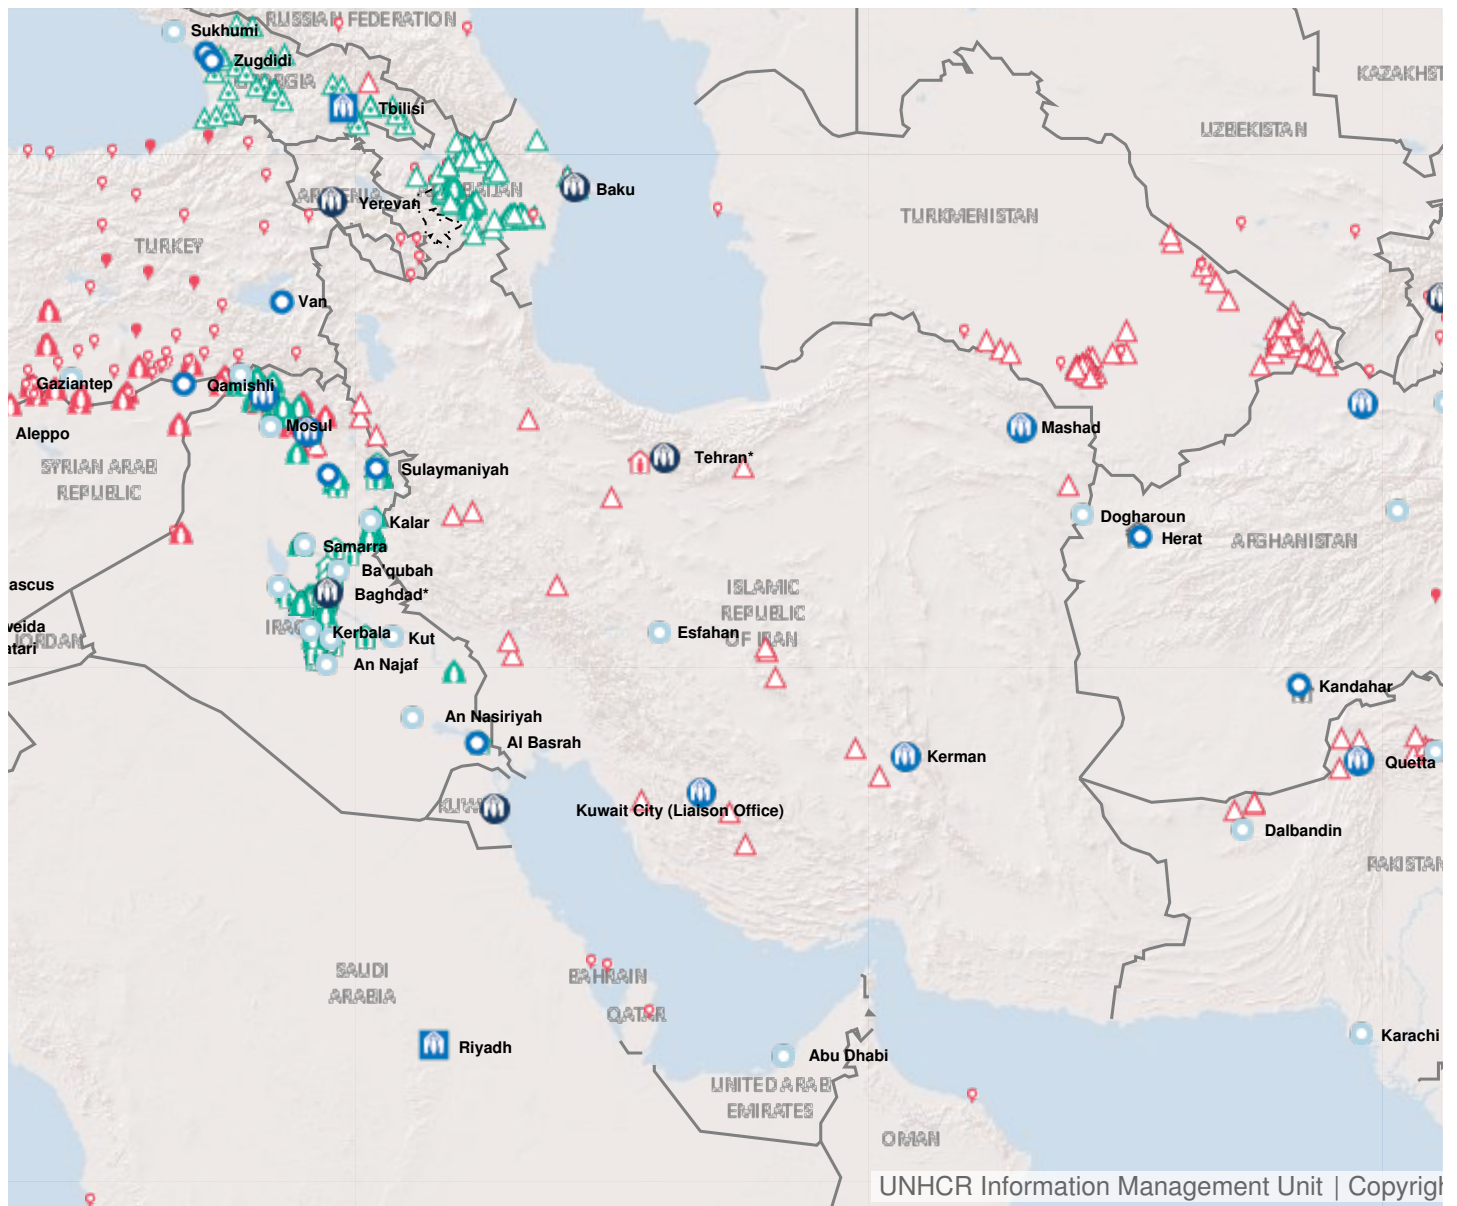 RUSSIAN FEDERATION
Sukhumi
Zugdidi
GEORGIA
KAZAKHST
Tbilisi
UZBEKISTAN
ARMENIA
Yerevan
Baku
TURKMENISTAN
TURKEY
Van
Gaziantep
Qamishli
Mosul
Aleppo
Mashad
Tehran*
SYRIAN ARAB
REPUBLIC
Sulaymaniyah
Kalar
Dogharoun
Herat
AFGHANISTAN
Samarra
Ba'qubah
ascus
Baghdad*
ISLAMIC
REPUBLIC
OF IRAN
weida
JORDAN
atari
IRAQ
Kerbala
Kut
Esfahan
An Najaf
Kandahar
An Nasiriyah
Al Basrah
Kerman
Quetta
Kuwait City (Liaison Office)
Dalbandin
PAKISTAN
SAUDI
ARABIA
BAHRAIN
QATAR
Riyadh
Abu Dhabi
Karachi
UNITED ARAB
EMIRATES
OMAN
UNHCR Information Management Unit | Copyrigh